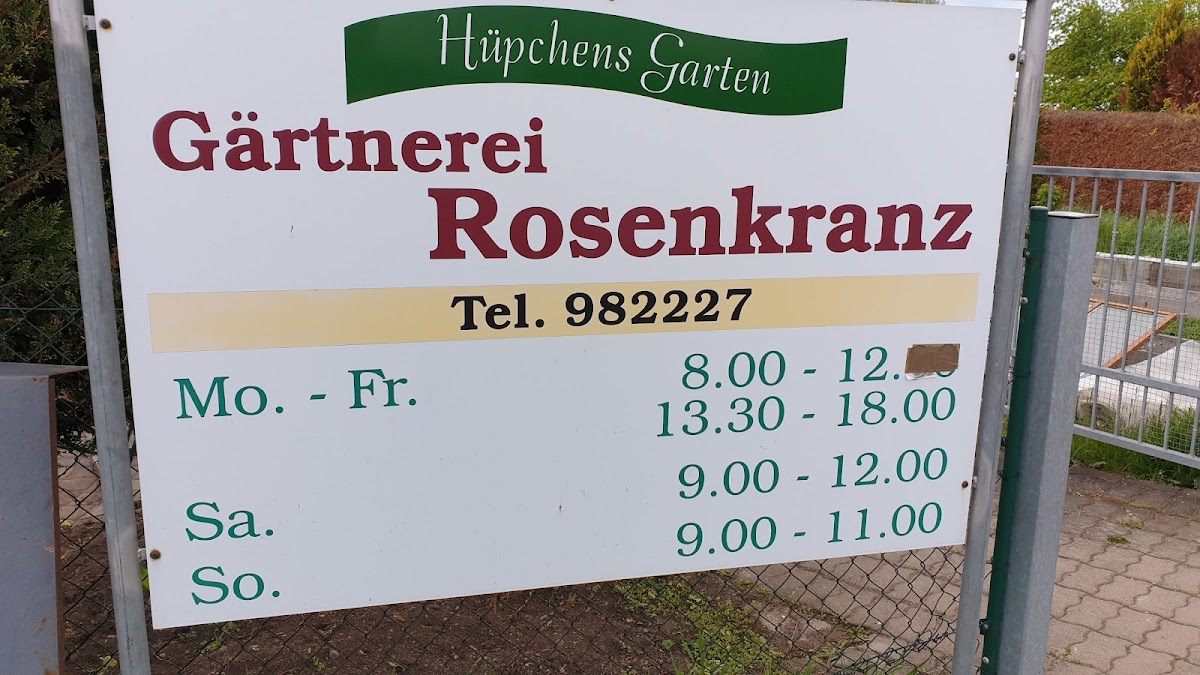 Hüpchens Garten
Gärtnerei
Rosenkranz
Tel. 982227
Mo. - Fr. 8.00 - 12.
13.30 - 18.00
Sa. 9.00 - 12.00
So. 9.00 - 11.00